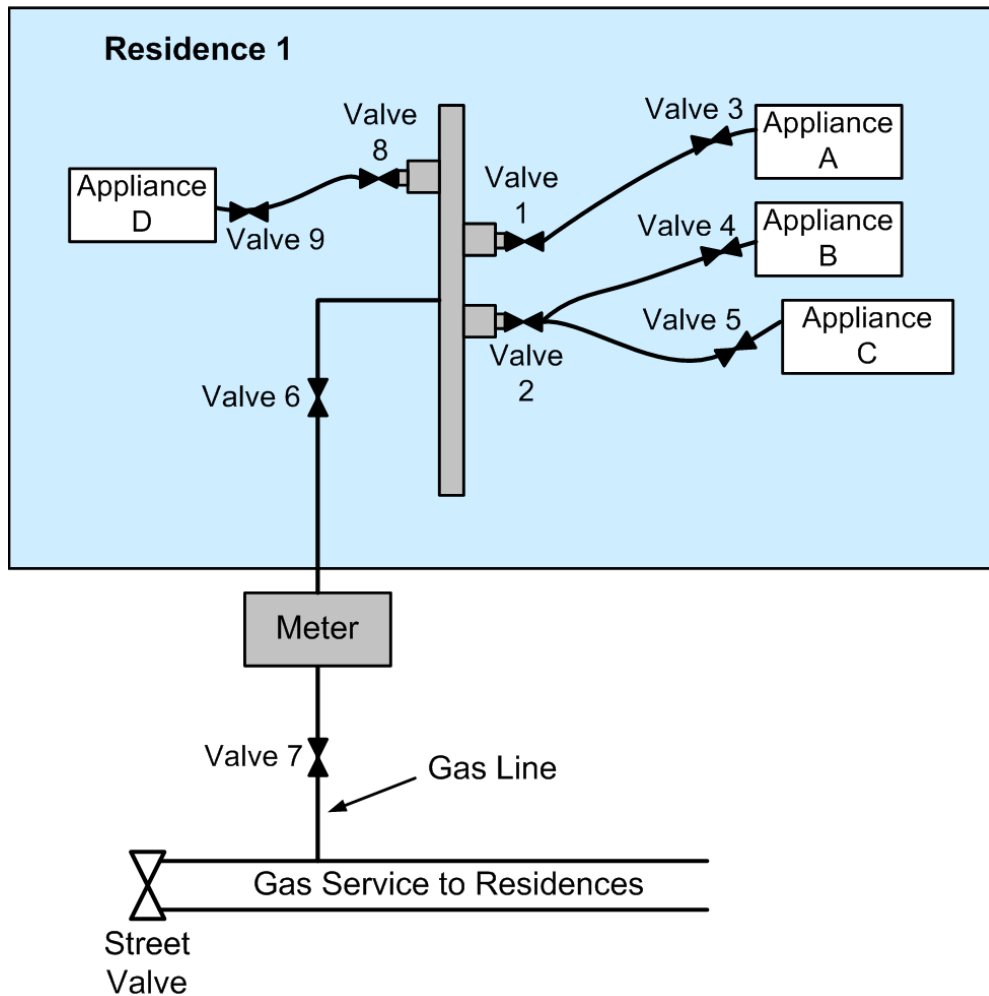 Residence 1
Valve
8
Valve 3
Appliance
A
Appliance
D
Valve 9
Valve
1
Valve 4
Appliance
B
Valve 5
Appliance
C
Valve
2
Valve 6
Meter
Valve 7
Gas Line
Gas Service to Residences
Street
Valve